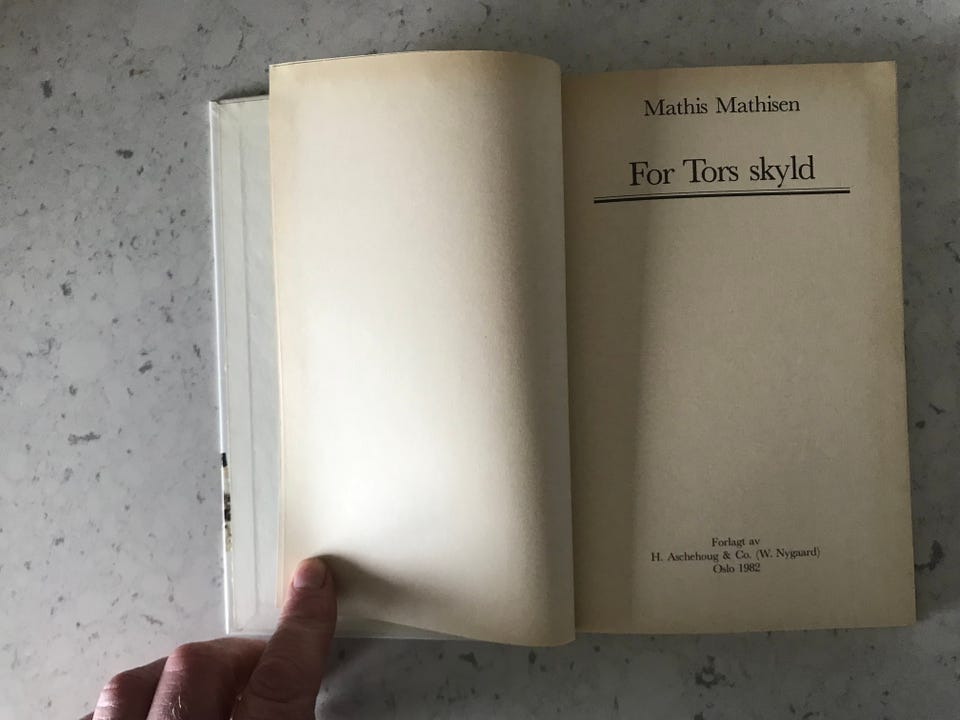 Mathis Mathisen
For Tors skyld
Forlagt av
H. Aschehoug & Co. (W. Nygaard)
Oslo 1982